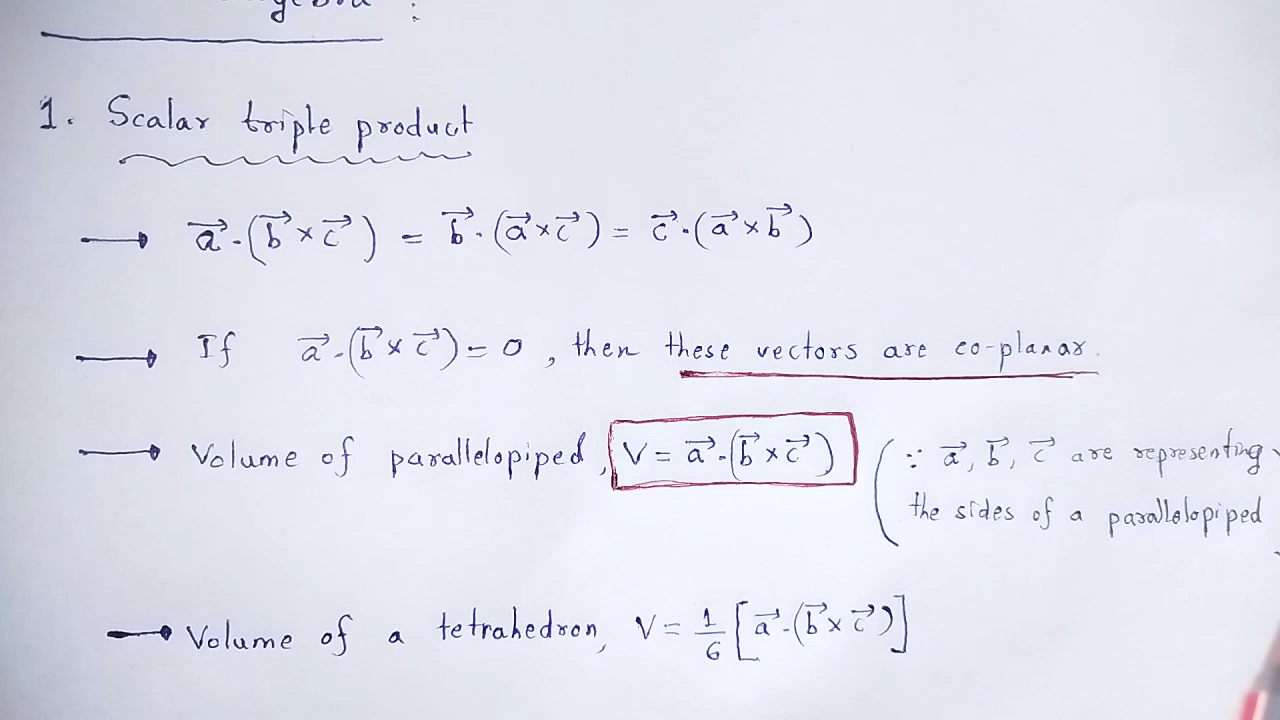 1. Scalar triple product
→ a⃗·(b⃗×c⃗) = b⃗·(a⃗×c⃗) = c⃗·(a⃗×b⃗)
→ If a⃗·(b⃗×c⃗) = 0, then these vectors are co-planar.
→ Volume of parallelopiped, V = a⃗·(b⃗×c⃗) (∵ a⃗, b⃗, c⃗ are representing
the sides of a parallelopiped
→ Volume of a tetrahedron, V = 1/6 [a⃗·(b⃗×c⃗)]